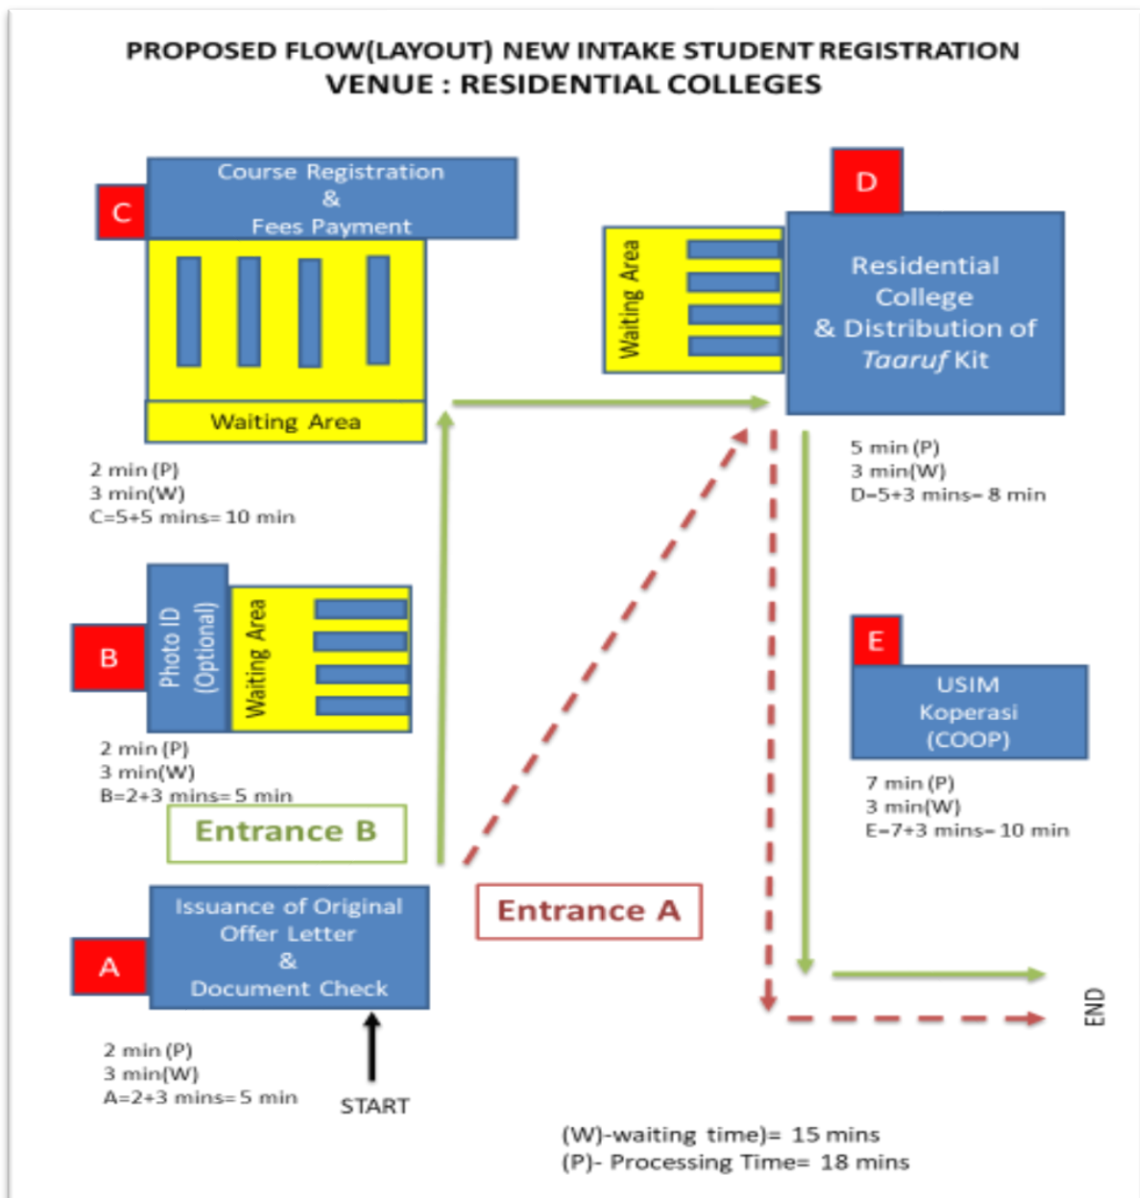 PROPOSED FLOW(LAYOUT) NEW INTAKE STUDENT REGISTRATION
VENUE : RESIDENTIAL COLLEGES
C
Course Registration
&
Fees Payment
Waiting Area
2 min (P)
3 min(W)
C=5+5 mins= 10 min
D
Residential
College
& Distribution of
Taaruf Kit
Waiting Area
5 min (P)
3 min(W)
D=5+3 mins= 8 min
B
Photo ID
(Optional)
Waiting Area
2 min (P)
3 min(W)
B=2+3 mins= 5 min
E
USIM
Koperasi
(COOP)
7 min (P)
3 min(W)
E=7+3 mins= 10 min
Entrance B
Entrance A
A
Issuance of Original
Offer Letter
&
Document Check
2 min (P)
3 min(W)
A=2+3 mins= 5 min
START
END
(W)-waiting time)= 15 mins
(P)- Processing Time= 18 mins